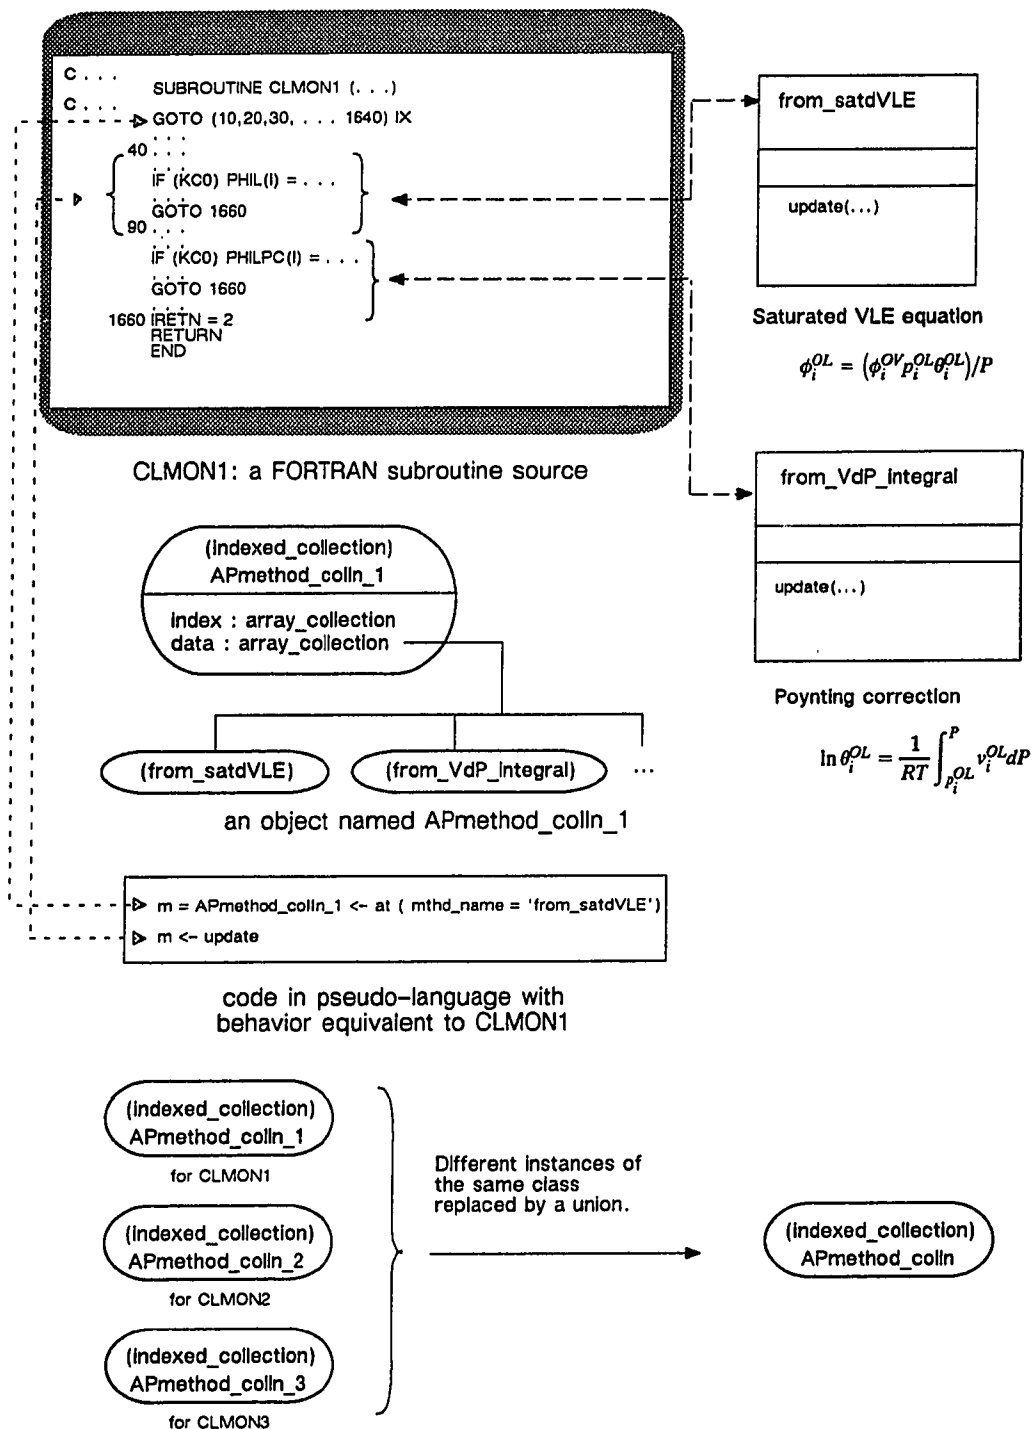 C . . .
SUBROUTINE CLMON1 (. . .)
C . . .
GOTO (10,20,30, . . . 1640) IX
. . .
40 . . .
. . .
IF (KC0) PHIL(I) = . . .
. . .
GOTO 1660
90 . . .
. . .
IF (KC0) PHILPC(I) = . . .
. . .
GOTO 1660
. . .
1660 IRETN = 2
RETURN
END
CLMON1: a FORTRAN subroutine source
from_satdVLE
update(...)
Saturated VLE equation
ϕ_i^{OL} = (ϕ_i^{OV} p_i^{OL} θ_i^{OL})/P
from_VdP_integral
update(...)
Poynting correction
ln θ_i^{OL} = \frac{1}{RT} ∫_{p_i^{OL}}^{P} v_i^{OL} dP
(indexed_collection)
APmethod_colln_1
index : array_collection
data : array_collection
(from_satdVLE)
(from_VdP_integral)
...
an object named APmethod_colln_1
m = APmethod_colln_1 <- at ( mthd_name = 'from_satdVLE')
m <- update
code in pseudo-language with
behavior equivalent to CLMON1
(indexed_collection)
APmethod_colln_1
for CLMON1
(indexed_collection)
APmethod_colln_2
for CLMON2
(indexed_collection)
APmethod_colln_3
for CLMON3
Different instances of
the same class
replaced by a union.
(indexed_collection)
APmethod_colln